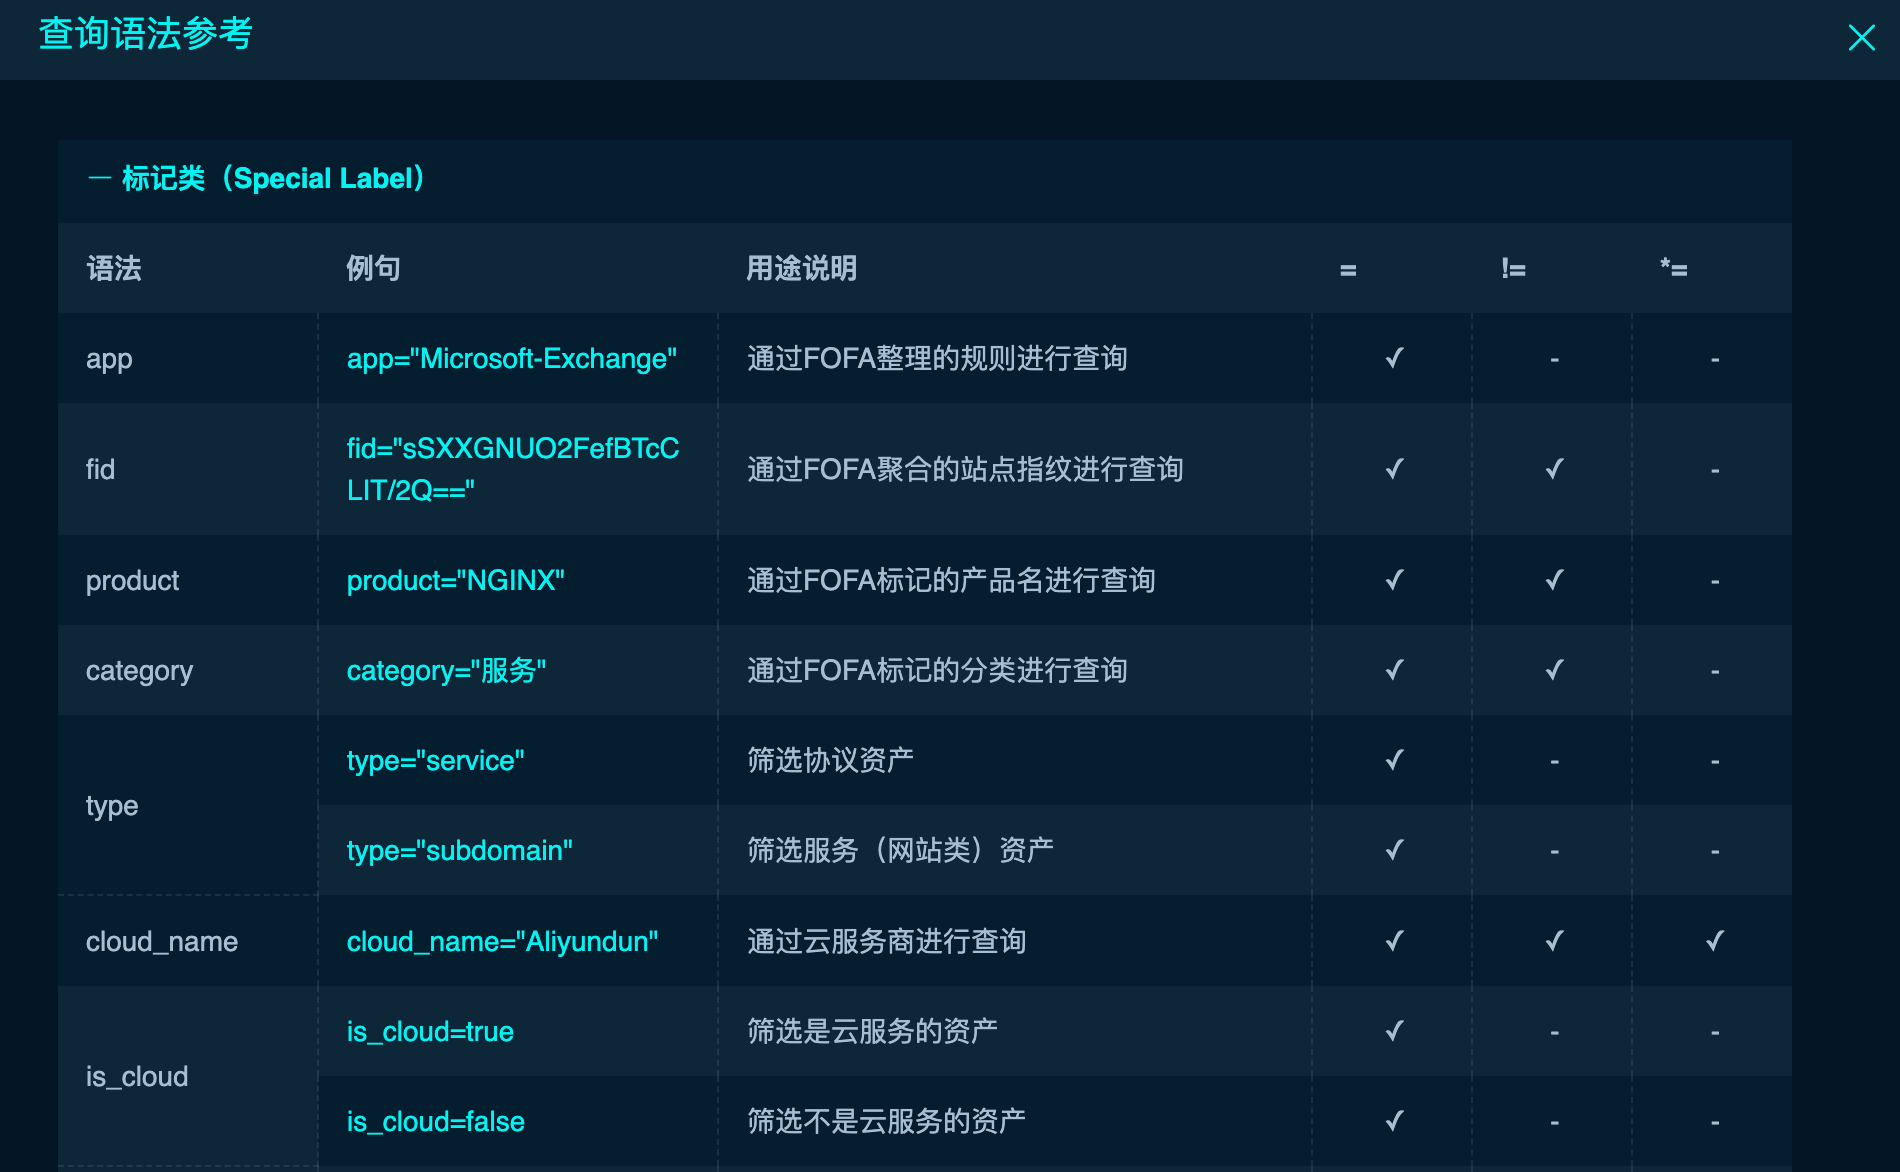 查询语法参考
一 标记类（Special Label）
语法 例句 用途说明 = != *=
app app="Microsoft-Exchange" 通过FOFA整理的规则进行查询 ✓ - -
fid fid="sSXXGNUO2FefBTcC
LIT/2Q==" 通过FOFA聚合的站点指纹进行查询 ✓ ✓ -
product product="NGINX" 通过FOFA标记的产品名进行查询 ✓ ✓ -
category category="服务" 通过FOFA标记的分类进行查询 ✓ ✓ -
type type="service" 筛选协议资产 ✓ - -
type="subdomain" 筛选服务（网站类）资产 ✓ - -
cloud_name cloud_name="Aliyundun" 通过云服务商进行查询 ✓ ✓ ✓
is_cloud is_cloud=true 筛选是云服务的资产 ✓ - -
is_cloud=false 筛选不是云服务的资产 ✓ - -